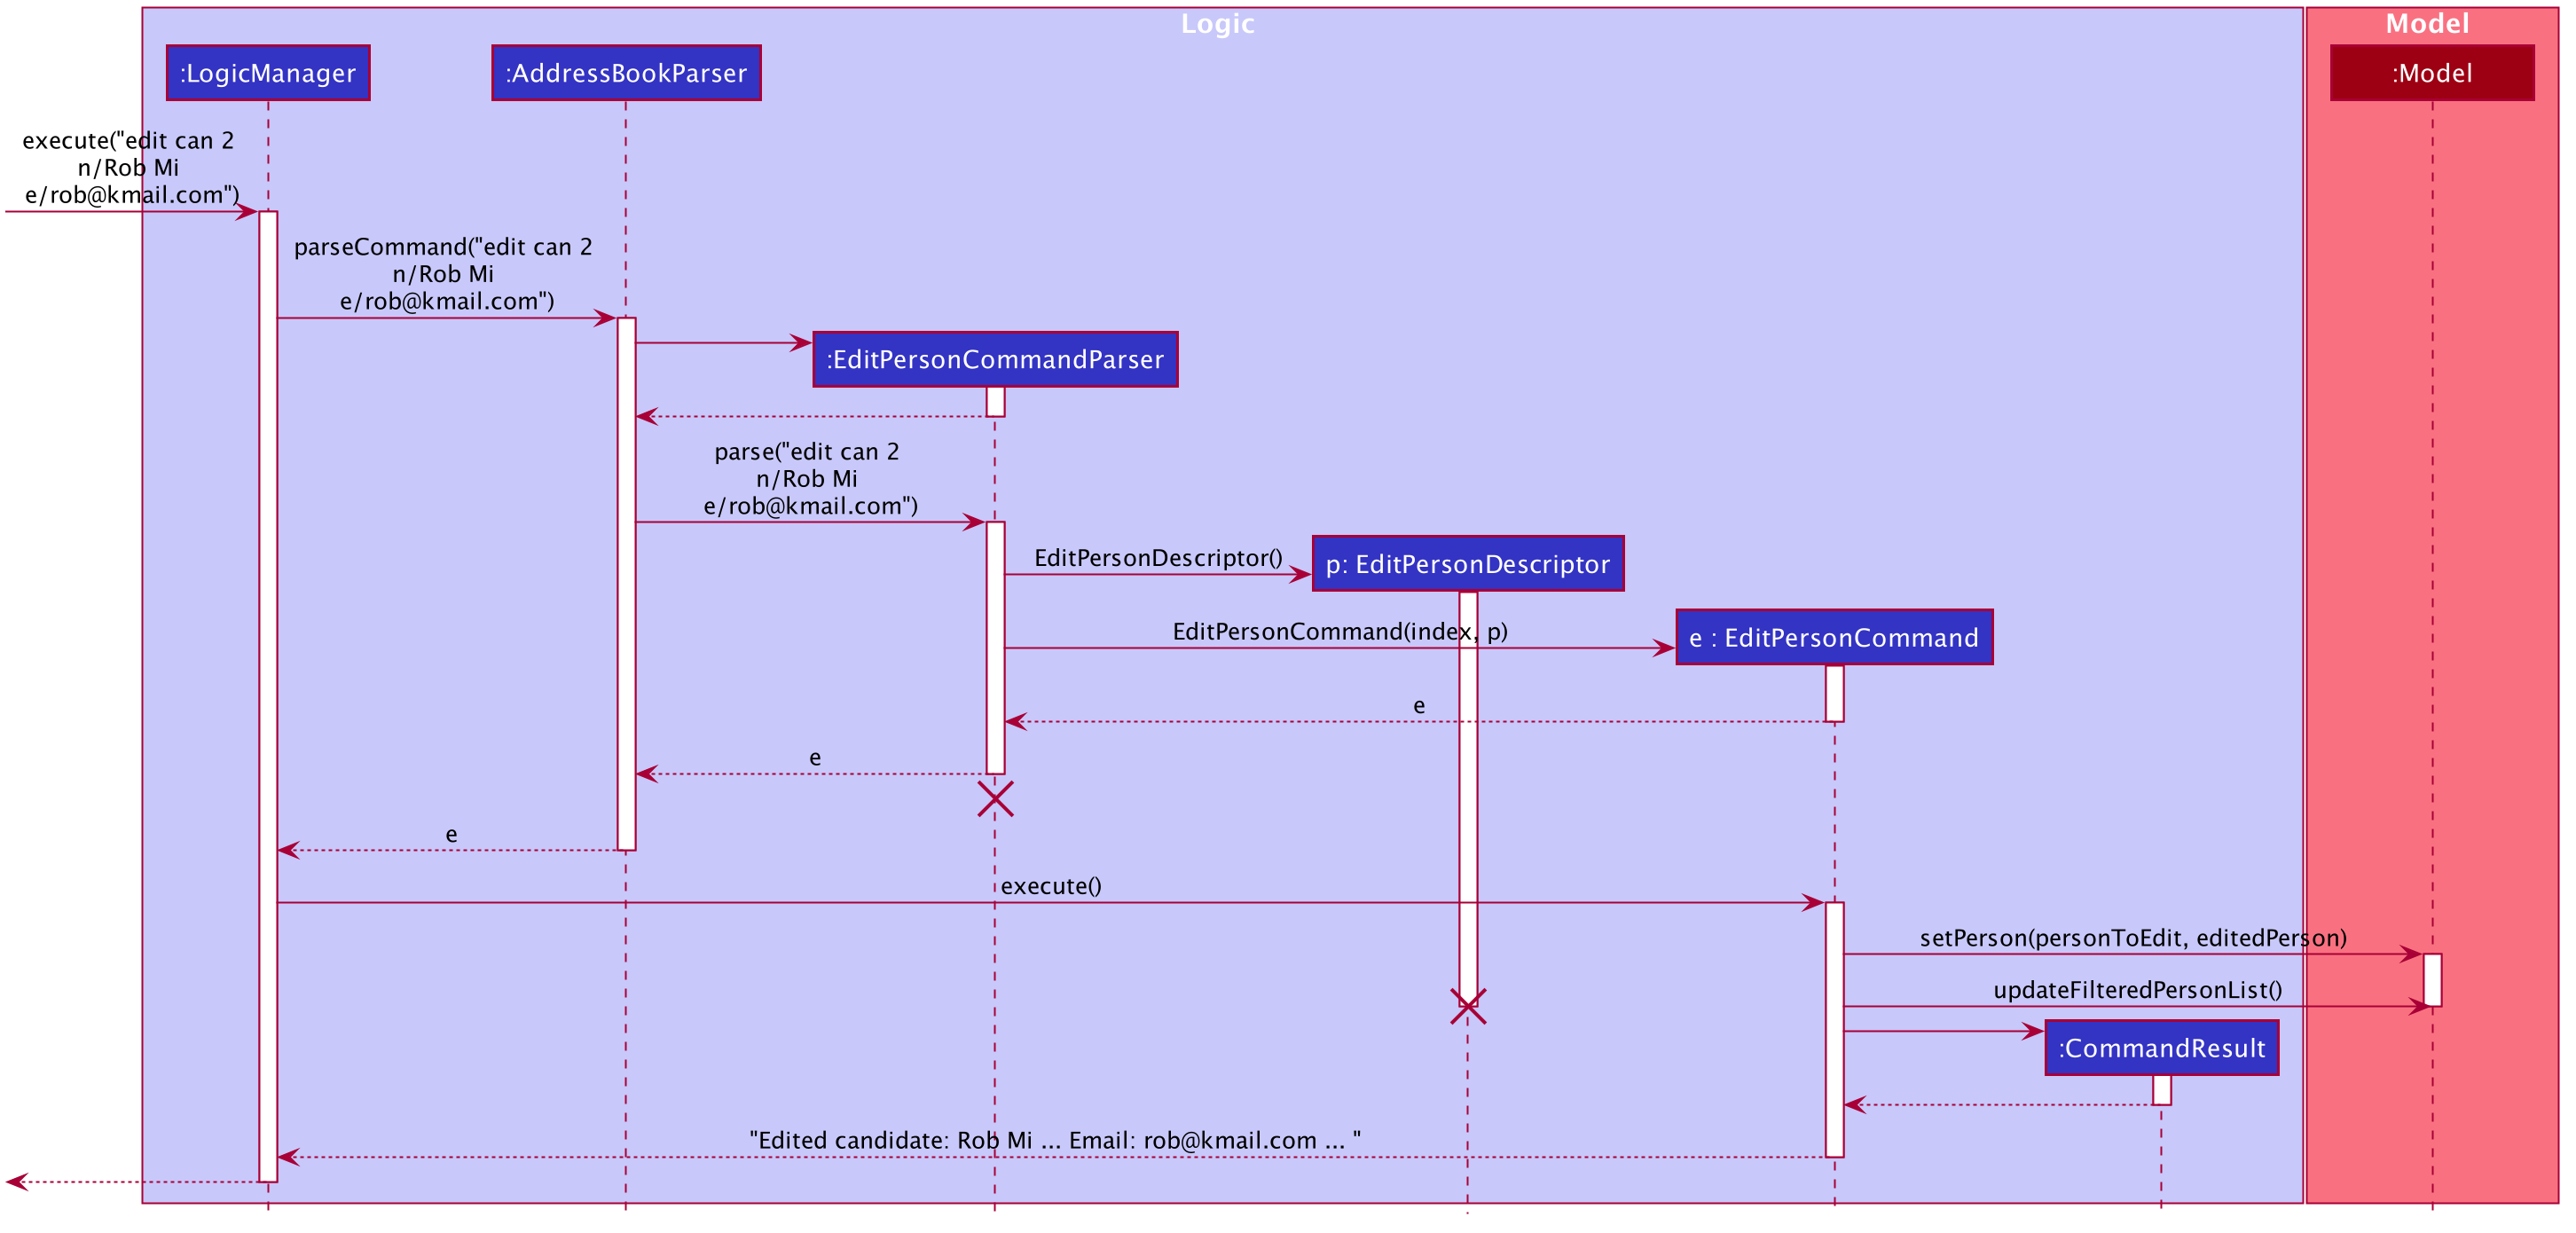 Logic
Model
:LogicManager
:AddressBookParser
:Model
execute("edit can 2
n/Rob Mi
e/rob@kmail.com")
parseCommand("edit can 2
n/Rob Mi
e/rob@kmail.com")
:EditPersonCommandParser
parse("edit can 2
n/Rob Mi
e/rob@kmail.com")
EditPersonDescriptor()
p: EditPersonDescriptor
EditPersonCommand(index, p)
e : EditPersonCommand
e
e
e
execute()
setPerson(personToEdit, editedPerson)
updateFilteredPersonList()
:CommandResult
"Edited candidate: Rob Mi ... Email: rob@kmail.com ... "